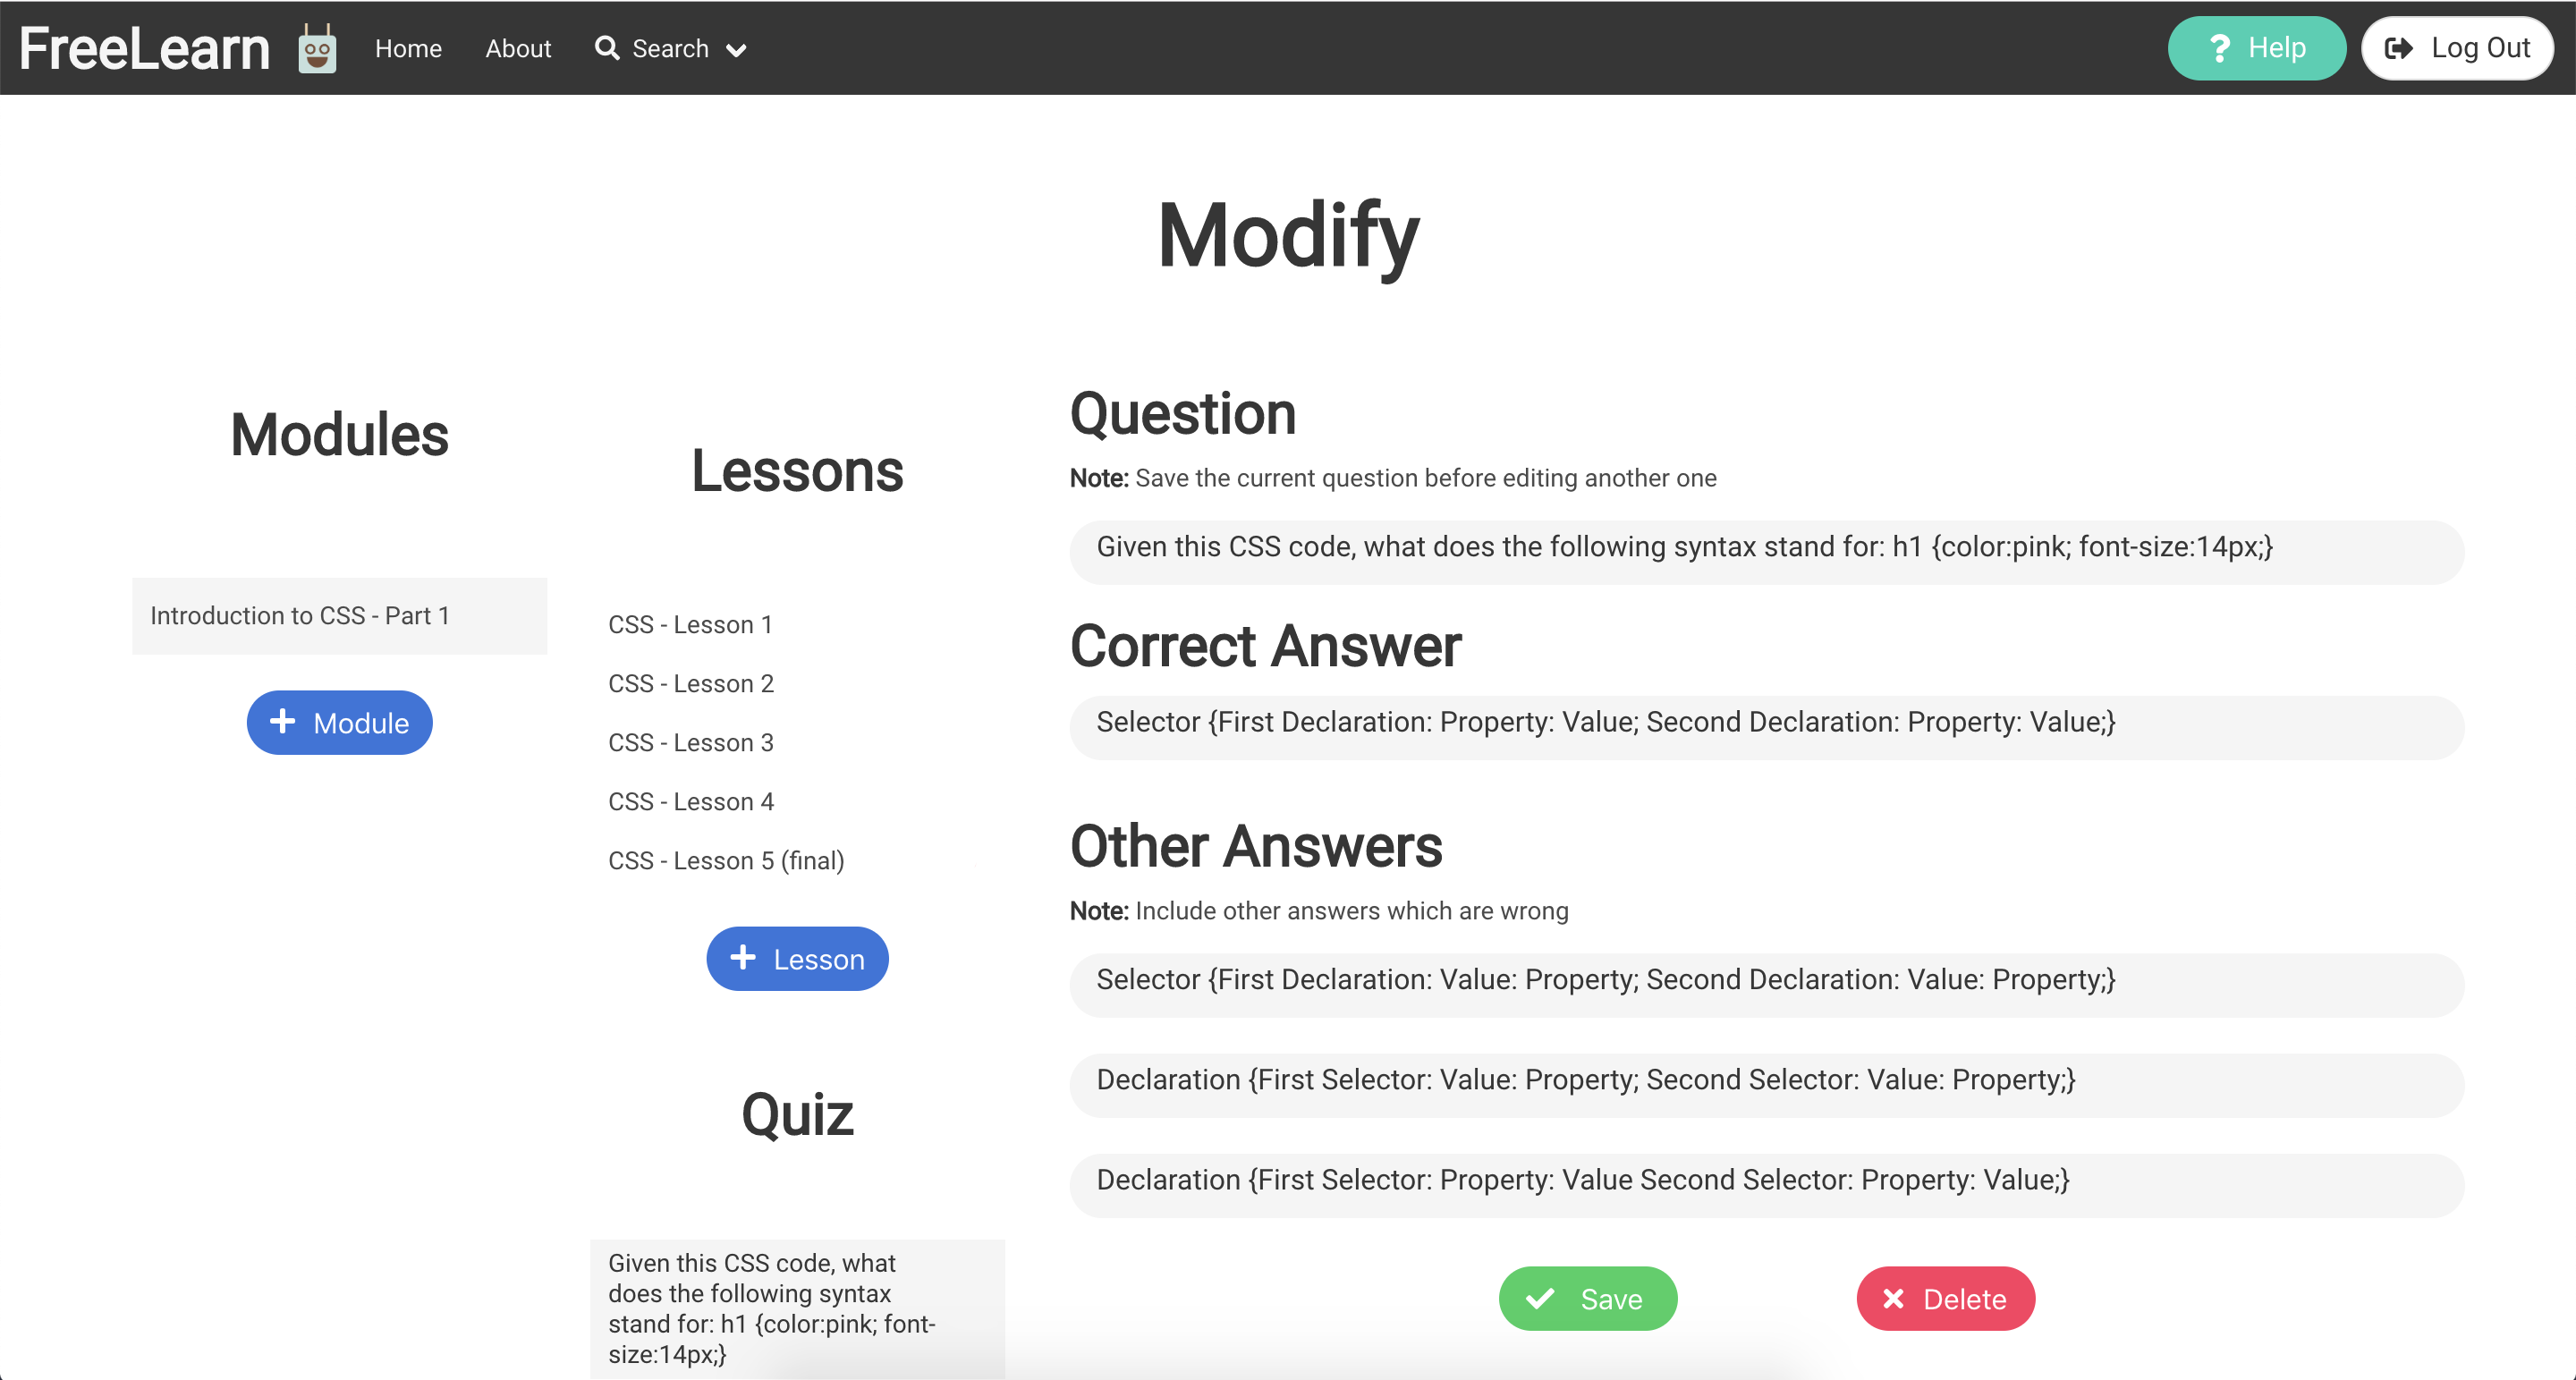 FreeLearn Home About Search Help Log Out
Modify
Modules
Introduction to CSS - Part 1
Module
Lessons
CSS - Lesson 1
CSS - Lesson 2
CSS - Lesson 3
CSS - Lesson 4
CSS - Lesson 5 (final)
Lesson
Quiz
Given this CSS code, what
does the following syntax
stand for: h1 {color:pink; font-
size:14px;}
Question
Note: Save the current question before editing another one
Given this CSS code, what does the following syntax stand for: h1 {color:pink; font-size:14px;}
Correct Answer
Selector {First Declaration: Property: Value; Second Declaration: Property: Value;}
Other Answers
Note: Include other answers which are wrong
Selector {First Declaration: Value: Property; Second Declaration: Value: Property;}
Declaration {First Selector: Value: Property; Second Selector: Value: Property;}
Declaration {First Selector: Property: Value Second Selector: Property: Value;}
Save Delete